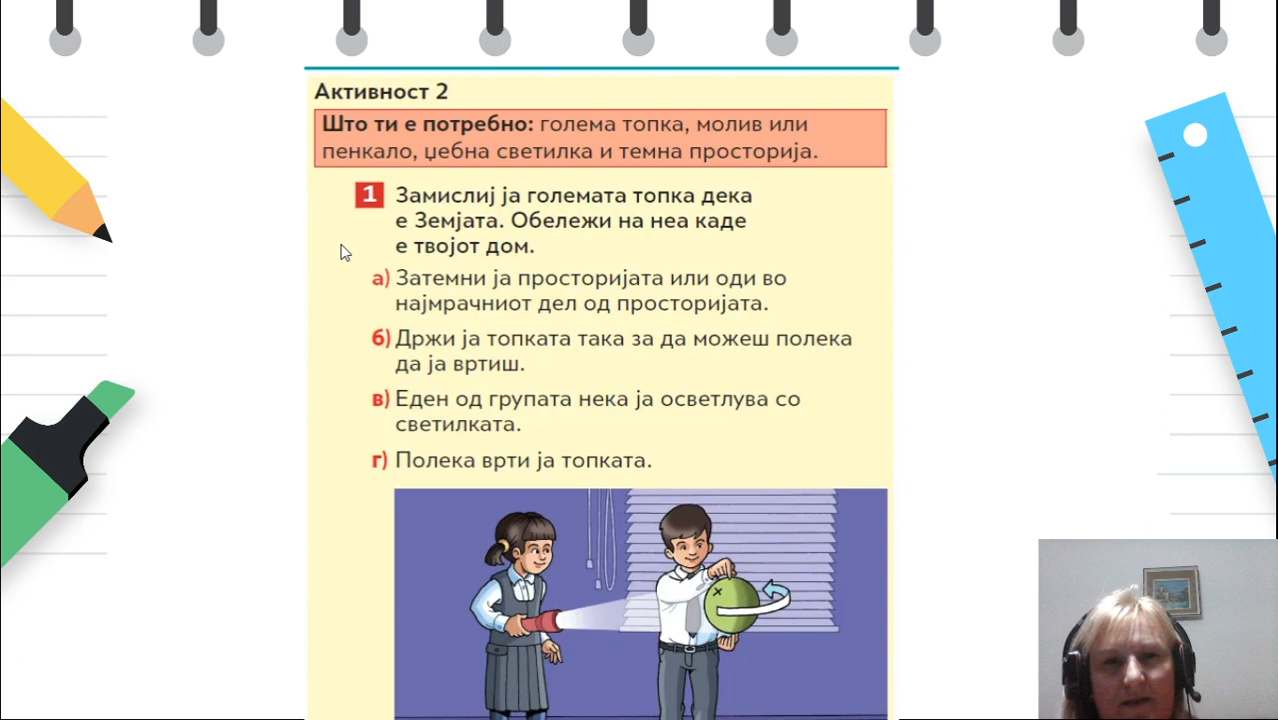 Активност 2
Што ти е потребно: голема топка, молив или
пенкало, џебна светилка и темна просторија.
1 Замислиј ја големата топка дека
е Земјата. Обележи на неа каде
е твојот дом.
а) Затемни ја просторијата или оди во
најмрачниот дел од просторијата.
б) Држи ја топката така за да можеш полека
да ја вртиш.
в) Еден од групата нека ја осветлува со
светилката.
г) Полека врти ја топката.
x